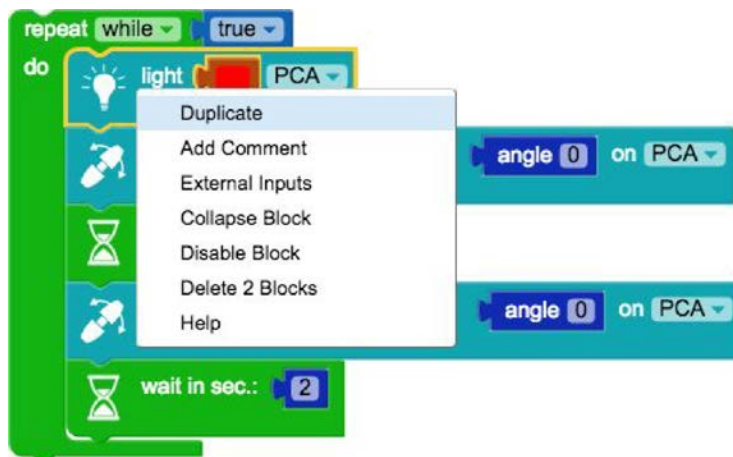 repeat while true
do
light PCA
Duplicate
Add Comment
angle 0 on PCA
External Inputs
Collapse Block
Disable Block
Delete 2 Blocks
angle 0 on PCA
Help
wait in sec.: 2